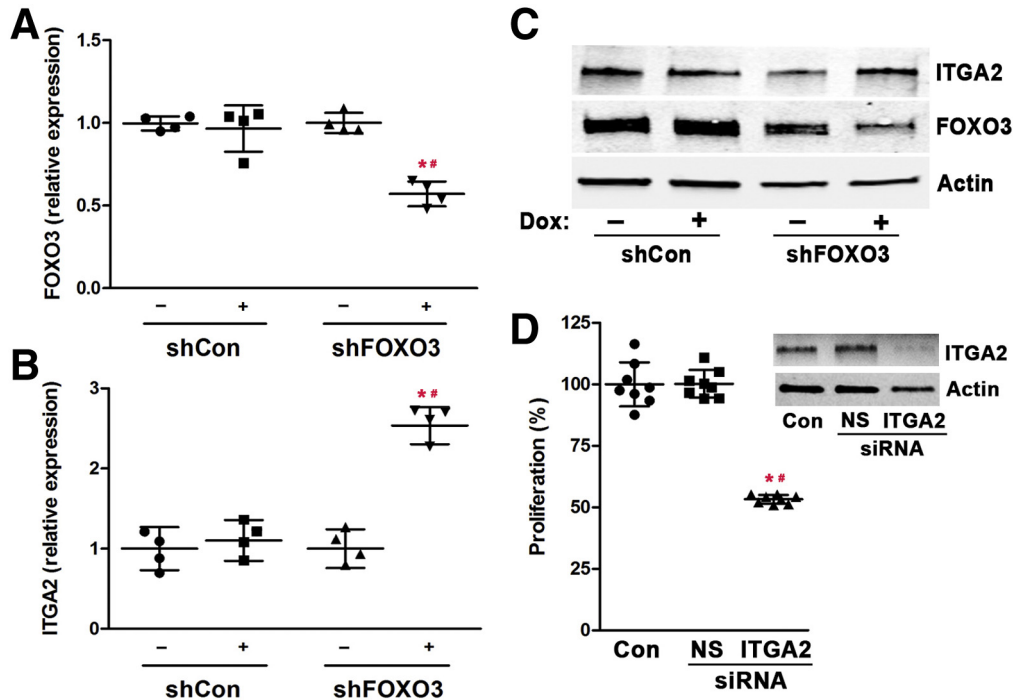 A
FOXO3 (relative expression)
1.5
1.0
0.5
0.0
*#
− + − +
shCon shFOXO3
B
ITGA2 (relative expression)
3
2
1
0
*#
− + − +
shCon shFOXO3
C
ITGA2
FOXO3
Actin
Dox: − + − +
shCon shFOXO3
D
Proliferation (%)
125
100
75
50
25
0
*#
Con NS ITGA2
siRNA
ITGA2
Actin
Con NS ITGA2
siRNA